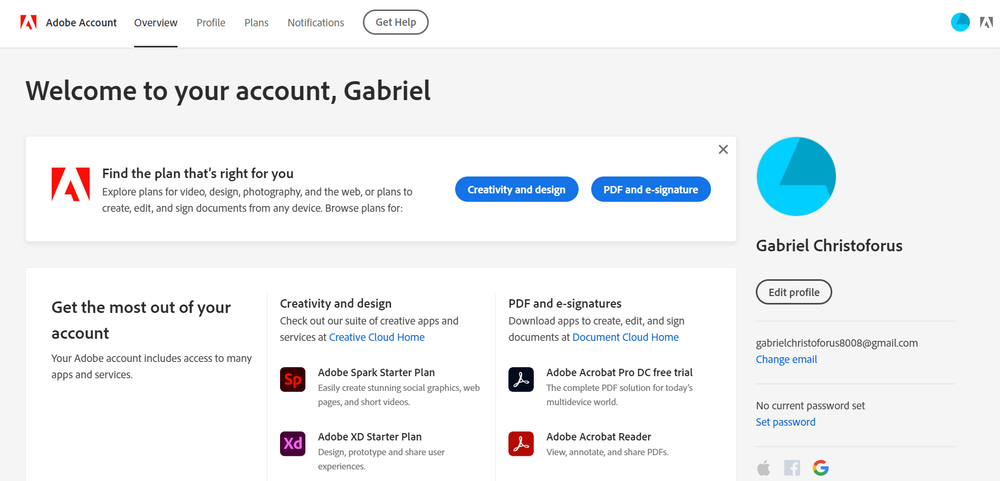 Adobe Account
Overview
Profile
Plans
Notifications
Get Help
Welcome to your account, Gabriel
Find the plan that's right for you
Explore plans for video, design, photography, and the web, or plans to
create, edit, and sign documents from any device. Browse plans for:
Creativity and design
PDF and e-signature
Get the most out of your
account
Your Adobe account includes access to many
apps and services.
Creativity and design
Check out our suite of creative apps and
services at Creative Cloud Home
Sp
Adobe Spark Starter Plan
Easily create stunning social graphics, web
pages, and short videos.
Xd
Adobe XD Starter Plan
Design, prototype and share user
experiences.
PDF and e-signatures
Download apps to create, edit, and sign
documents at Document Cloud Home
Adobe Acrobat Pro DC free trial
The complete PDF solution for today's
multidevice world.
Adobe Acrobat Reader
View, annotate, and share PDFs.
Gabriel Christoforus
Edit profile
gabrielchristoforus8008@gmail.com
Change email
No current password set
Set password